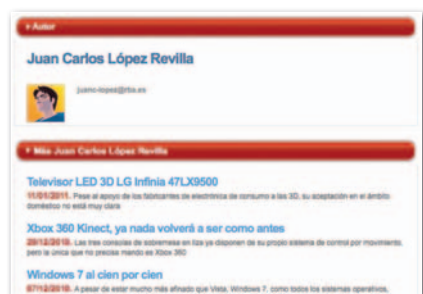 Autor
Juan Carlos López Revilla
juanc-lopez@rba.es
Más Juan Carlos López Revilla
Televisor LED 3D LG Infinia 47LX9500
11/01/2011. Pese al apoyo de los fabricantes de electrónica de consumo a las 3D, su aceptación en el ámbito
doméstico no está muy clara
Xbox 360 Kinect, ya nada volverá a ser como antes
28/12/2010. Las tres consolas de sobremesa en liza ya disponen de su propio sistema de control por movimiento,
pero la única que no precisa mando es Xbox 360
Windows 7 al cien por cien
07/12/2010. A pesar de estar mucho más afinado que Vista, Windows 7, como todos los sistemas operativos,